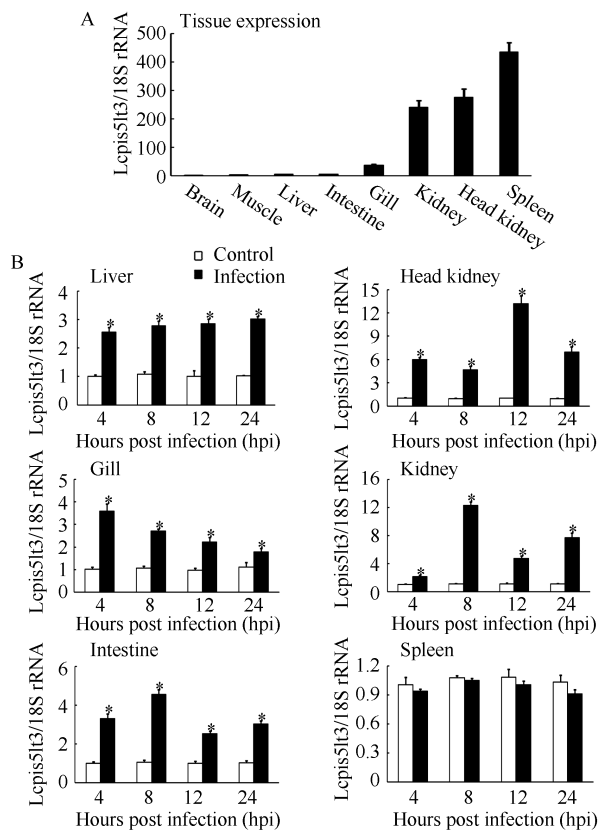 A
Tissue expression
Lcpis5lt3/18S rRNA
500
400
300
200
100
0
Brain
Muscle
Liver
Intestine
Gill
Kidney
Head kidney
Spleen
B
Control
Infection
Liver
Lcpis5lt3/18S rRNA
4
3
2
1
0
* * * *
4 8 12 24
Hours post infection (hpi)
Head kidney
Lcpis5lt3/18S rRNA
15
12
9
6
3
0
* * * *
4 8 12 24
Hours post infection (hpi)
Gill
Lcpis5lt3/18S rRNA
5
4
3
2
1
0
* * * *
4 8 12 24
Hours post infection (hpi)
Kidney
Lcpis5lt3/18S rRNA
16
12
8
4
0
* * * *
4 8 12 24
Hours post infection (hpi)
Intestine
Lcpis5lt3/18S rRNA
6
4
2
0
* * * *
4 8 12 24
Hours post infection (hpi)
Spleen
Lcpis5lt3/18S rRNA
1.2
0.9
0.6
0.3
0
4 8 12 24
Hours post infection (hpi)